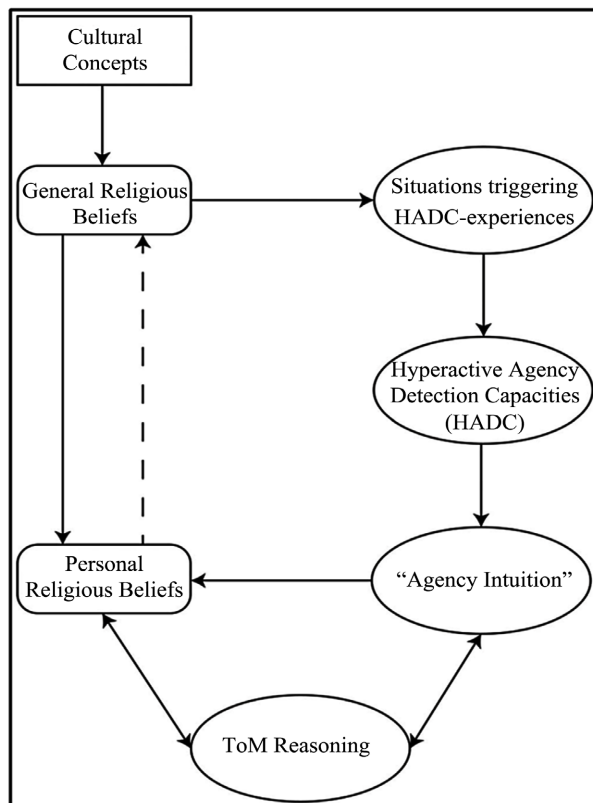 Cultural
Concepts
General Religious
Beliefs
Situations triggering
HADC-experiences
Hyperactive Agency
Detection Capacities
(HADC)
Personal
Religious Beliefs
“Agency Intuition”
ToM Reasoning